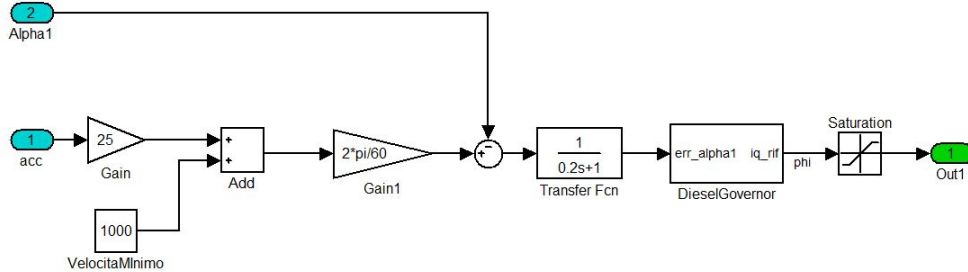 2
Alpha1
1
acc
25
Gain
+
+
Add
1000
VelocitaMInimo
2*pi/60
Gain1
−
+
1
0.2s+1
Transfer Fcn
err_alpha1 iq_rif
DieselGovernor
phi
Saturation
1
Out1